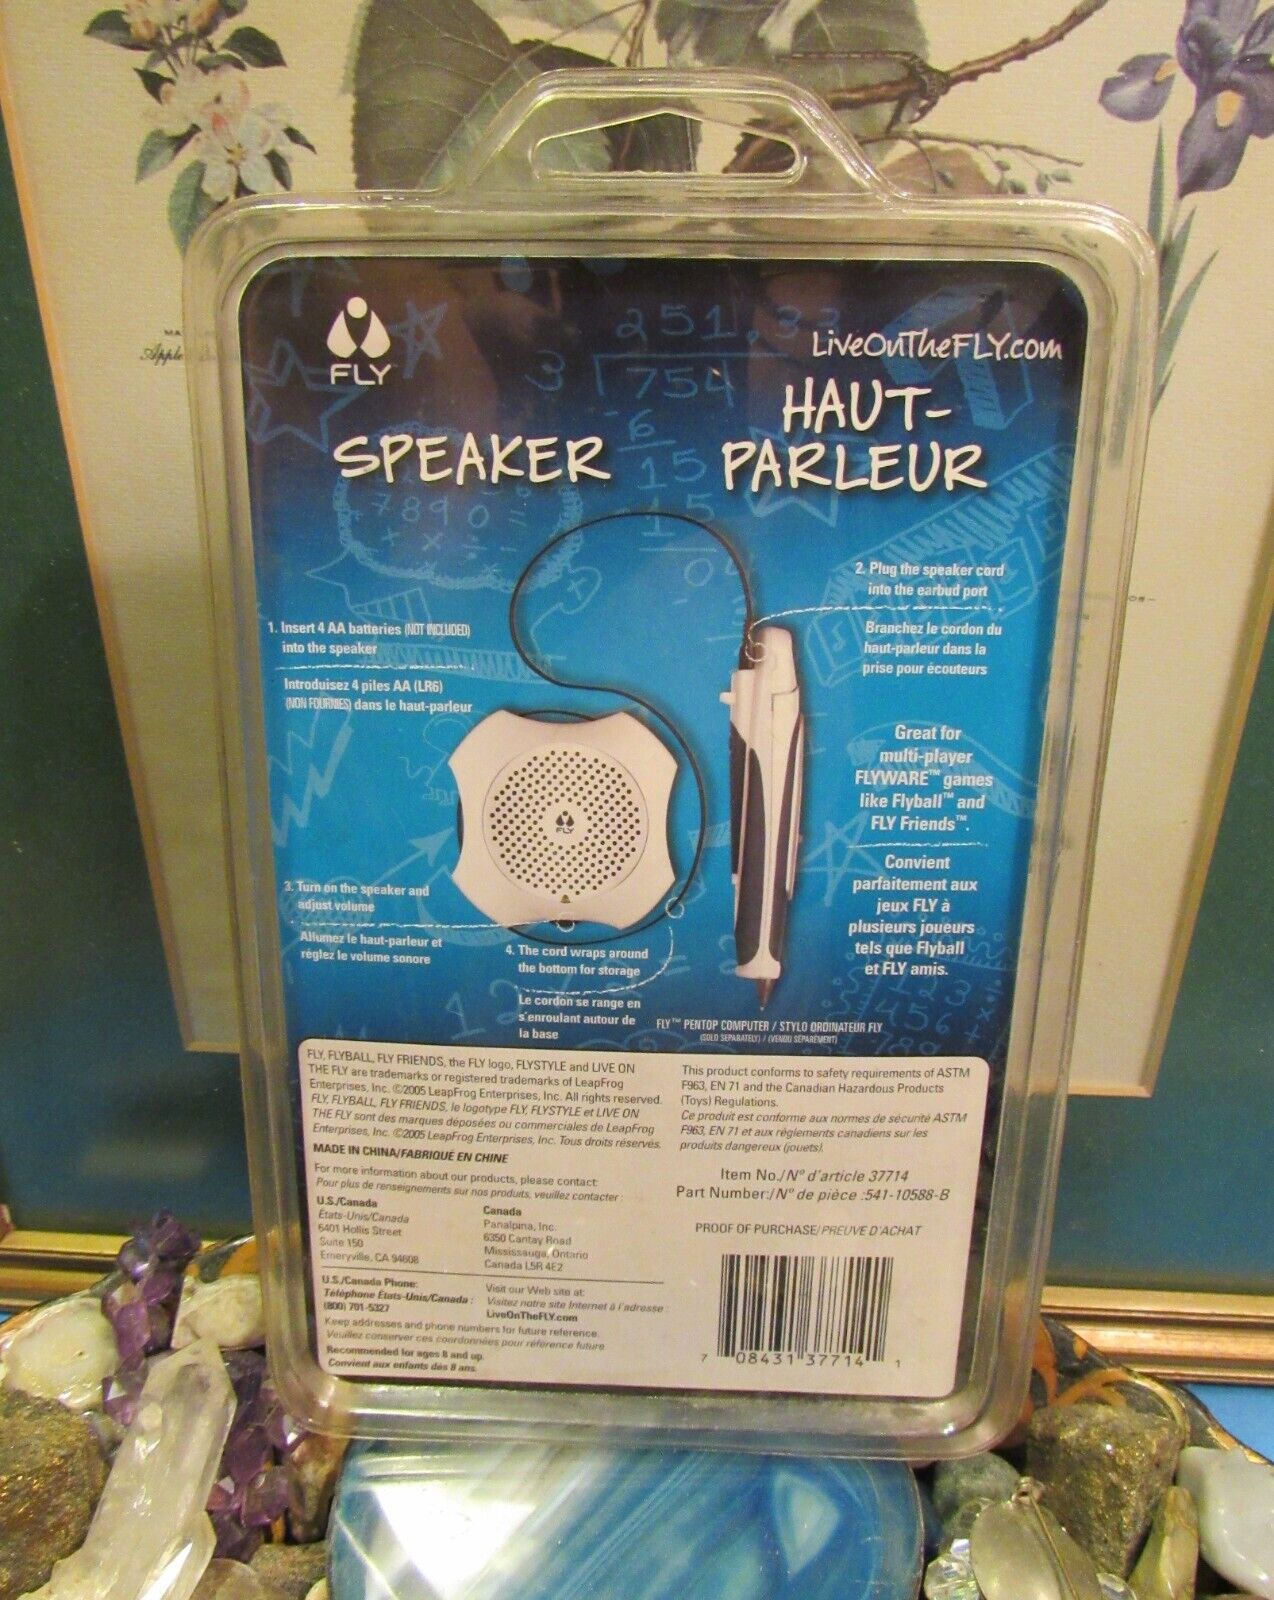 FLY
LiveOnTheFLY.com
SPEAKER
HAUT-
PARLEUR
251.33
3 754
-6
15
-15
0
7890=
+×-÷=
1. Insert 4 AA batteries (NOT INCLUDED)
into the speaker
Introduisez 4 piles AA (LR6)
(NON FOURNIES) dans le haut-parleur
2. Plug the speaker cord
into the earbud port
Branchez le cordon du
haut-parleur dans la
prise pour écouteurs
Great for
multi-player
FLYWARE™ games
like Flyball™ and
FLY Friends™.
Convient
parfaitement aux
jeux FLY à
plusieurs joueurs
tels que Flyball
et FLY amis.
FLY
3. Turn on the speaker and
adjust volume
Allumez le haut-parleur et
réglez le volume sonore
4. The cord wraps around
the bottom for storage
Le cordon se range en
s'enroulant autour de
la base
FLY™ PENTOP COMPUTER / STYLO ORDINATEUR FLY
(SOLD SEPARATELY) / (VENDU SÉPARÉMENT)
123
456
789
FLY, FLYBALL, FLY FRIENDS, the FLY logo, FLYSTYLE and LIVE ON
THE FLY are trademarks or registered trademarks of LeapFrog
Enterprises, Inc. ©2005 LeapFrog Enterprises, Inc. All rights reserved.
FLY, FLYBALL, FLY FRIENDS, le logotype FLY, FLYSTYLE et LIVE ON
THE FLY sont des marques déposées ou commerciales de LeapFrog
Enterprises, Inc. ©2005 LeapFrog Enterprises, Inc. Tous droits réservés.
MADE IN CHINA/FABRIQUÉ EN CHINE
For more information about our products, please contact:
Pour plus de renseignements sur nos produits, veuillez contacter :
U.S./Canada
États-Unis/Canada
6401 Hollis Street
Suite 150
Emeryville, CA 94608
Canada
Panalpina, Inc.
6350 Cantay Road
Mississauga, Ontario
Canada L5R 4E2
U.S./Canada Phone:
Téléphone États-Unis/Canada :
(800) 701-5327
Visit our Web site at:
Visitez notre site Internet à l'adresse :
LiveOnTheFLY.com
Keep addresses and phone numbers for future reference.
Veuillez conserver ces coordonnées pour référence future.
Recommended for ages 8 and up.
Convient aux enfants dès 8 ans.
This product conforms to safety requirements of ASTM
F963, EN 71 and the Canadian Hazardous Products
(Toys) Regulations.
Ce produit est conforme aux normes de sécurité ASTM
F963, EN 71 et aux règlements canadiens sur les
produits dangereux (jouets).
Item No./N° d'article 37714
Part Number:/N° de pièce :541-10588-B
PROOF OF PURCHASE/PREUVE D'ACHAT
7 08431 37714 1
Apple